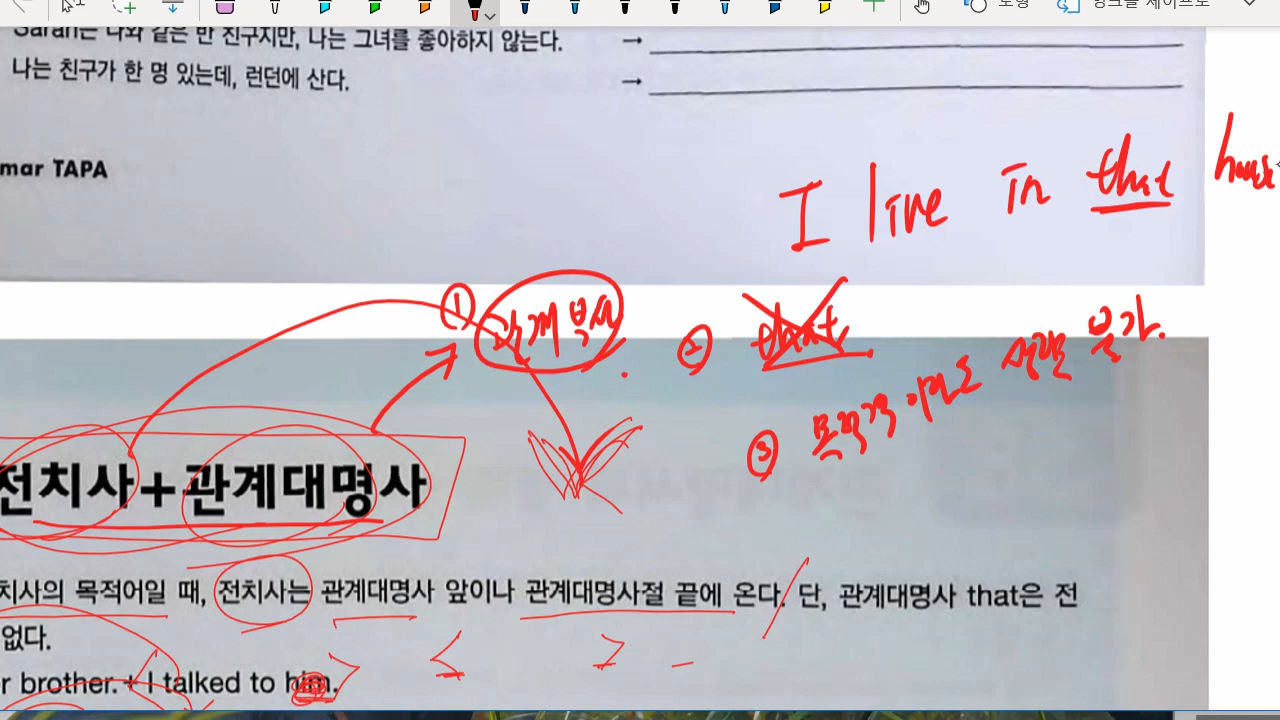 Sarah은 나와 같은 반 친구지만, 나는 그녀를 좋아하지 않는다. →
나는 친구가 한 명 있는데, 런던에 산다. →
mar TAPA
I live in that house
① 관계부사
② that
③ 목적격 이라도 생략 불가.
전치사+관계대명사
치사의 목적어일 때, 전치사는 관계대명사 앞이나 관계대명사절 끝에 온다. 단, 관계대명사 that은 전
없다.
r brother. + I talked to him.